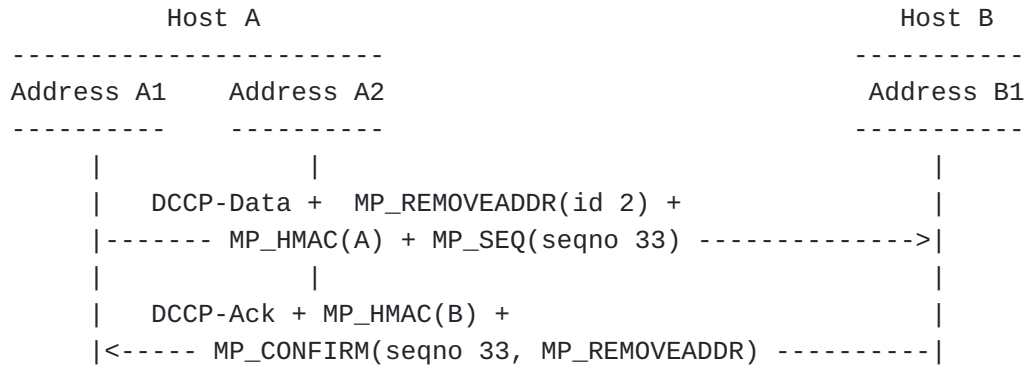 Host A Host B
------------------------ -----------
Address A1 Address A2 Address B1
---------- ---------- -----------
| | |
| DCCP-Data + MP_REMOVEADDR(id 2) + |
|------- MP_HMAC(A) + MP_SEQ(seqno 33) -------------->|
| | |
| DCCP-Ack + MP_HMAC(B) + |
|<----- MP_CONFIRM(seqno 33, MP_REMOVEADDR) ----------|